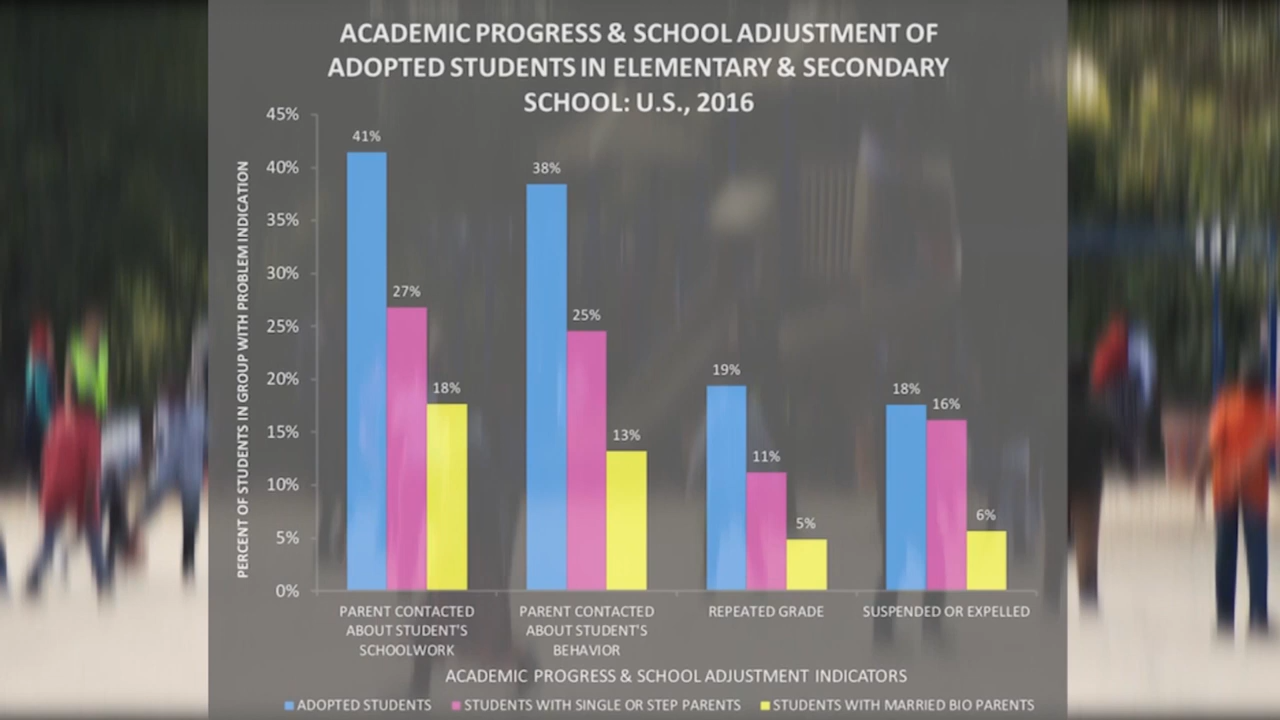 ACADEMIC PROGRESS & SCHOOL ADJUSTMENT OF
ADOPTED STUDENTS IN ELEMENTARY & SECONDARY
SCHOOL: U.S., 2016
PERCENT OF STUDENTS IN GROUP WITH PROBLEM INDICATION
45%
40%
35%
30%
25%
20%
15%
10%
5%
0%
41%
27%
18%
38%
25%
13%
19%
11%
5%
18%
16%
6%
PARENT CONTACTED
ABOUT STUDENT'S
SCHOOLWORK
PARENT CONTACTED
ABOUT STUDENT'S
BEHAVIOR
REPEATED GRADE
SUSPENDED OR EXPELLED
ACADEMIC PROGRESS & SCHOOL ADJUSTMENT INDICATORS
ADOPTED STUDENTS
STUDENTS WITH SINGLE OR STEP PARENTS
STUDENTS WITH MARRIED BIO PARENTS